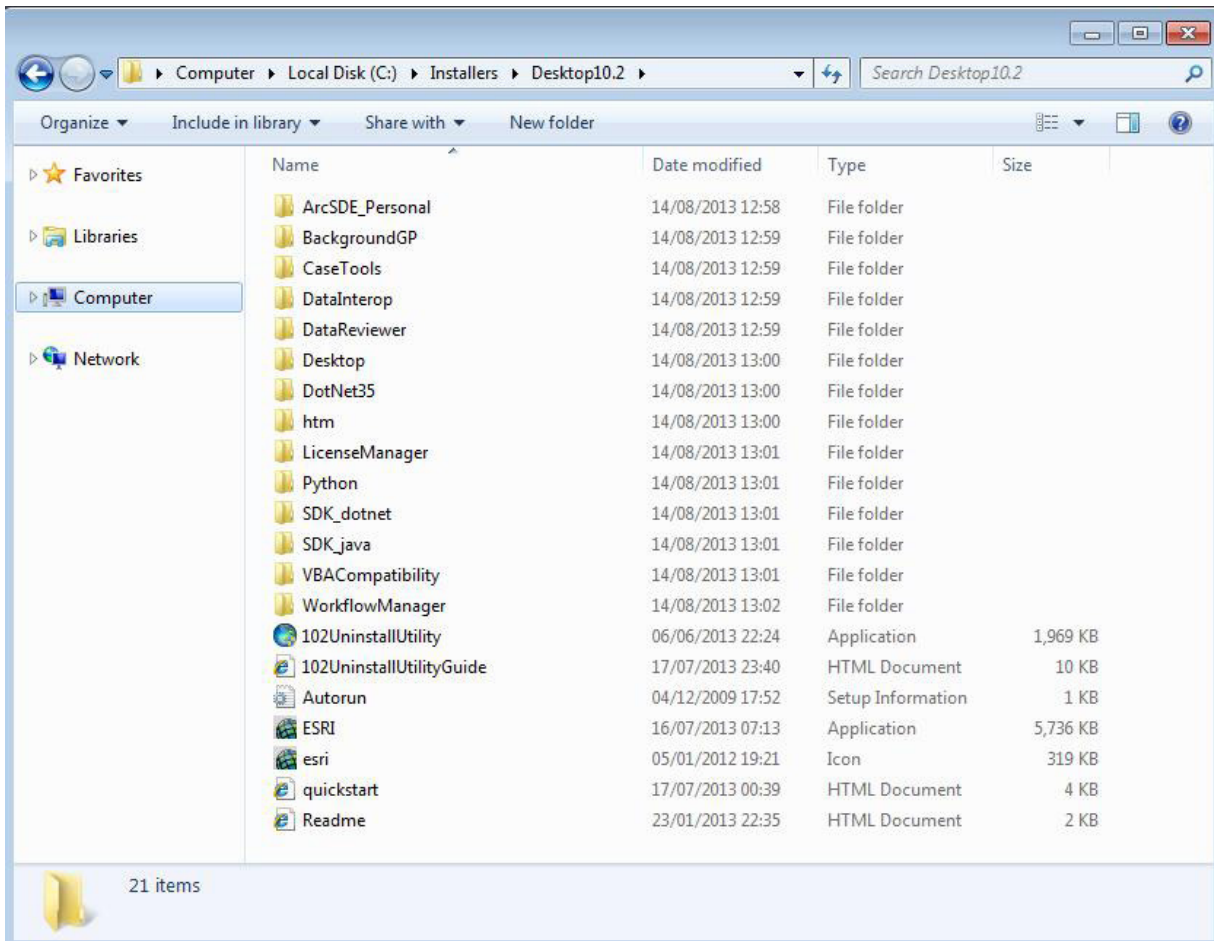 Computer Local Disk (C:) Installers Desktop10.2 Search Desktop10.2
Organize Include in library Share with New folder
Favorites
Libraries
Computer
Network
Name Date modified Type Size
ArcSDE_Personal 14/08/2013 12:58 File folder
BackgroundGP 14/08/2013 12:59 File folder
CaseTools 14/08/2013 12:59 File folder
DataInterop 14/08/2013 12:59 File folder
DataReviewer 14/08/2013 12:59 File folder
Desktop 14/08/2013 13:00 File folder
DotNet35 14/08/2013 13:00 File folder
htm 14/08/2013 13:00 File folder
LicenseManager 14/08/2013 13:01 File folder
Python 14/08/2013 13:01 File folder
SDK_dotnet 14/08/2013 13:01 File folder
SDK_java 14/08/2013 13:01 File folder
VBACompatibility 14/08/2013 13:01 File folder
WorkflowManager 14/08/2013 13:02 File folder
102UninstallUtility 06/06/2013 22:24 Application 1,969 KB
102UninstallUtilityGuide 17/07/2013 23:40 HTML Document 10 KB
Autorun 04/12/2009 17:52 Setup Information 1 KB
ESRI 16/07/2013 07:13 Application 5,736 KB
esri 05/01/2012 19:21 Icon 319 KB
quickstart 17/07/2013 00:39 HTML Document 4 KB
Readme 23/01/2013 22:35 HTML Document 2 KB
21 items